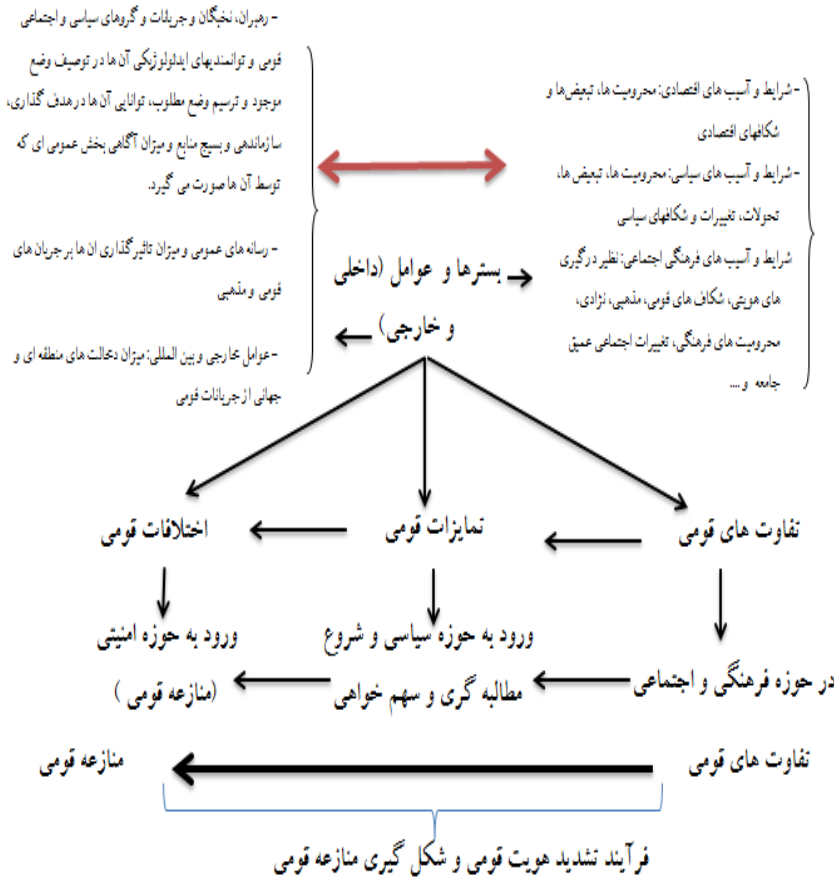 - شرایط و آسیب های اقتصادی: محرومیت ها، تبعیض‌ها و
شکافهای اقتصادی
- شرایط و آسیب های سیاسی: محرومیت ها، تبعیض ها،
تحولات، تغییرات و شکافهای سیاسی
شرایط و آسیب های فرهنگی اجتماعی: نظیر درگیری
های هویتی، شکاف های قومی، مذهبی، نژادی،
محرومیت های فرهنگی، تغییرات اجتماعی عمیق
جامعه و ....
- رهبران، نخبگان و جریانات و گروهای سیاسی و اجتماعی
قومی و توانمندیهای ایدئولوژیکی آن ها در توصیف وضع
موجود و ترسیم وضع مطلوب، توانایی آن ها در هدف گذاری،
سازماندهی و بسیج منابع و میزان آگاهی بخش عمومی ای که
توسط آن ها صورت می گیرد.
- رسانه های عمومی و میزان تاثیرگذاری ان ها بر جریان های
قومی و مذهبی
- عوامل خارجی و بین المللی: میزان دخالت های منطقه ای و
جهانی از جریانات قومی
بسترها و عوامل (داخلی
و خارجی)
تفاوت های قومی
تمایزات قومی
اختلافات قومی
در حوزه فرهنگی و اجتماعی
ورود به حوزه سیاسی و شروع
مطالبه گری و سهم خواهی
ورود به حوزه امنیتی
(منازعه قومی )
تفاوت های قومی
منازعه قومی
فرآیند تشدید هویت قومی و شکل گیری منازعه قومی